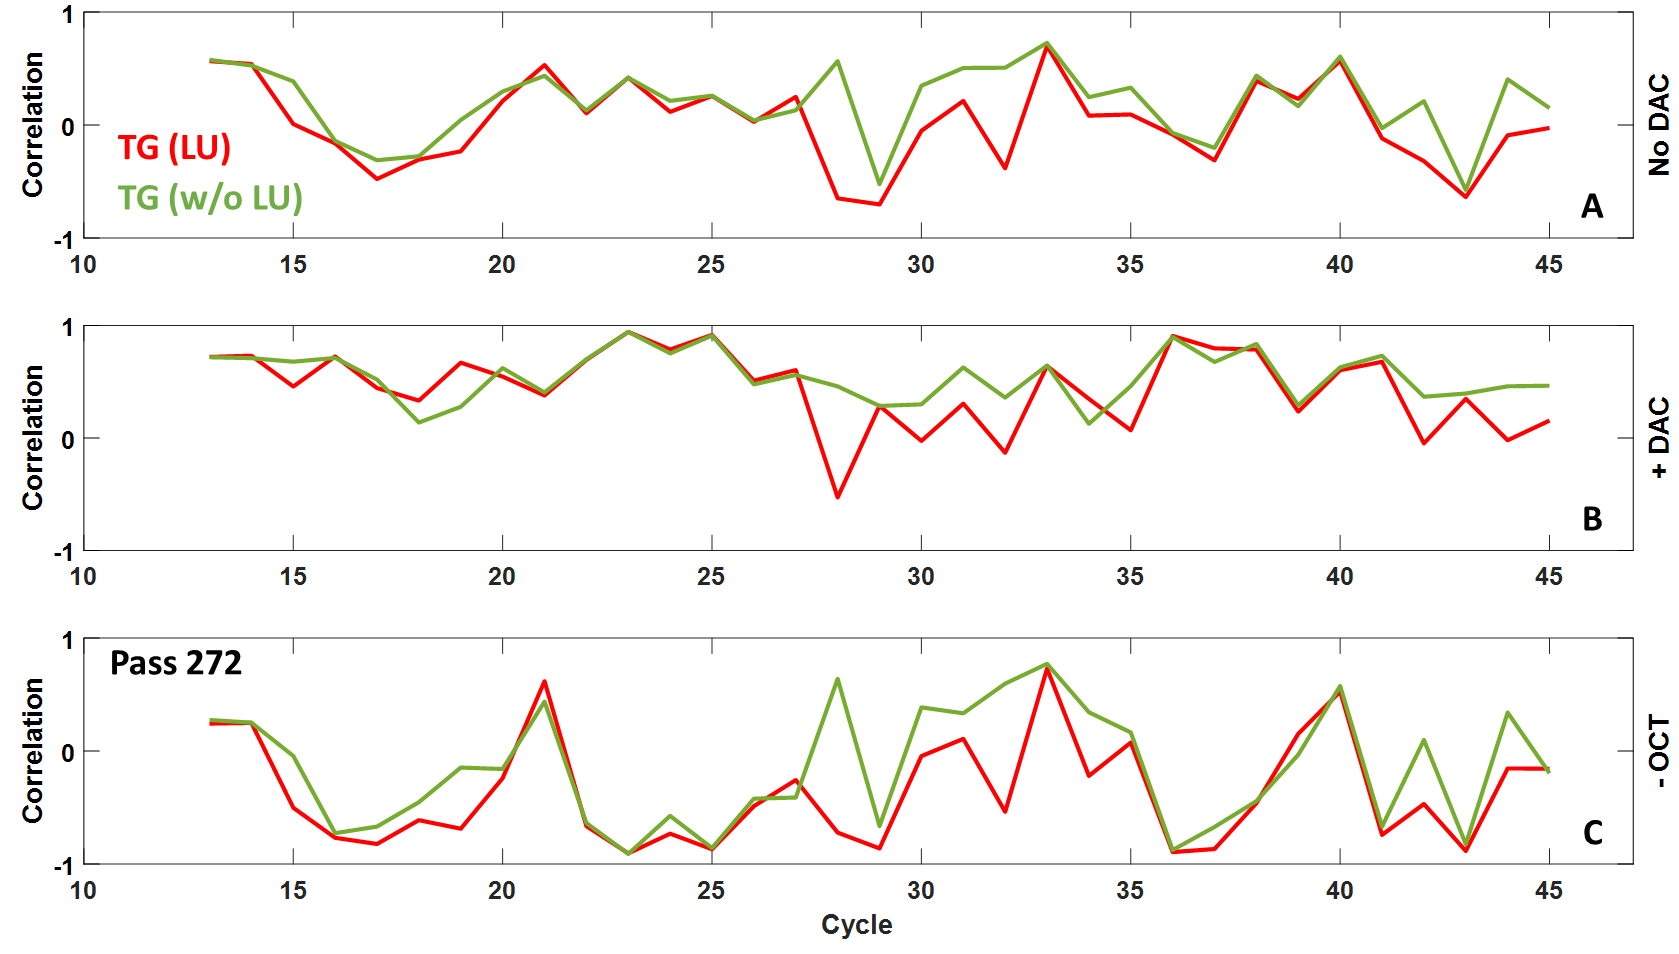 1
0
-1
Correlation
TG (LU)
TG (w/o LU)
A
No DAC
10 15 20 25 30 35 40 45
1
0
-1
Correlation
B
+ DAC
10 15 20 25 30 35 40 45
Pass 272
1
0
-1
Correlation
C
- OCT
10 15 20 25 30 35 40 45
Cycle